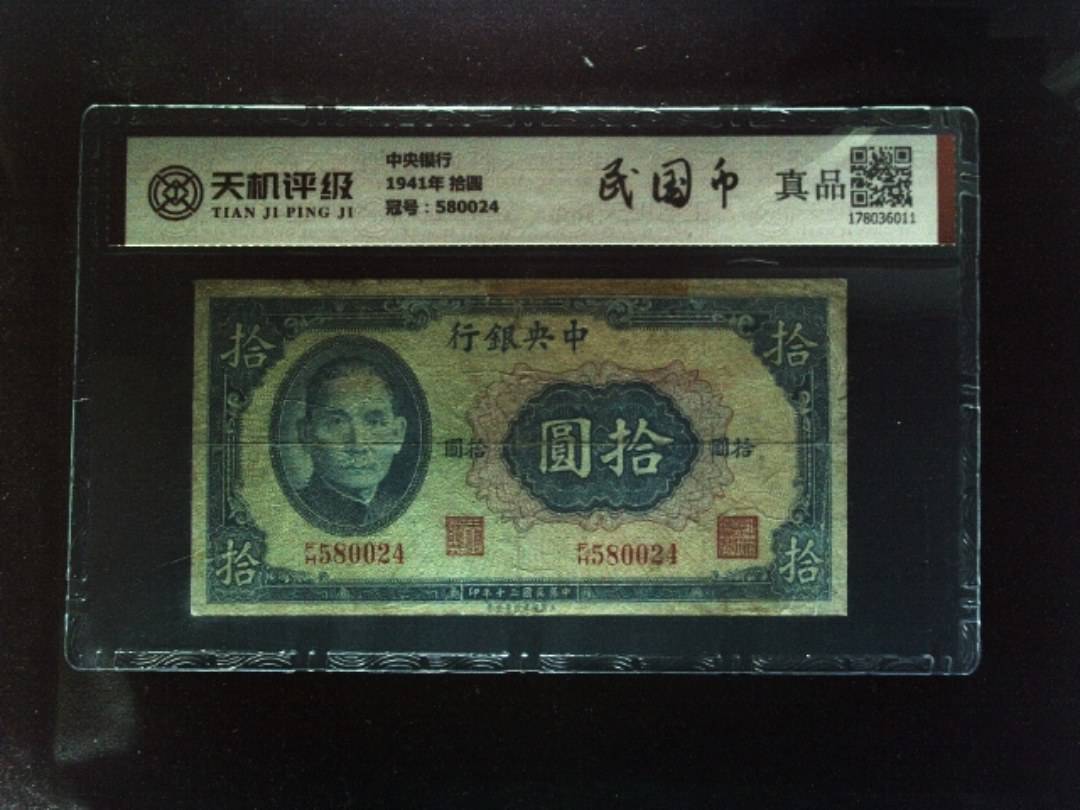 天机评级
TIAN JI PING JI
中央银行
1941年 拾圆
冠号：580024
民国币
真品
178036011
行銀央中
拾
拾
圓拾
圓拾
圓拾
F/H580024
F/H580024
拾
拾
印年十三國民華中